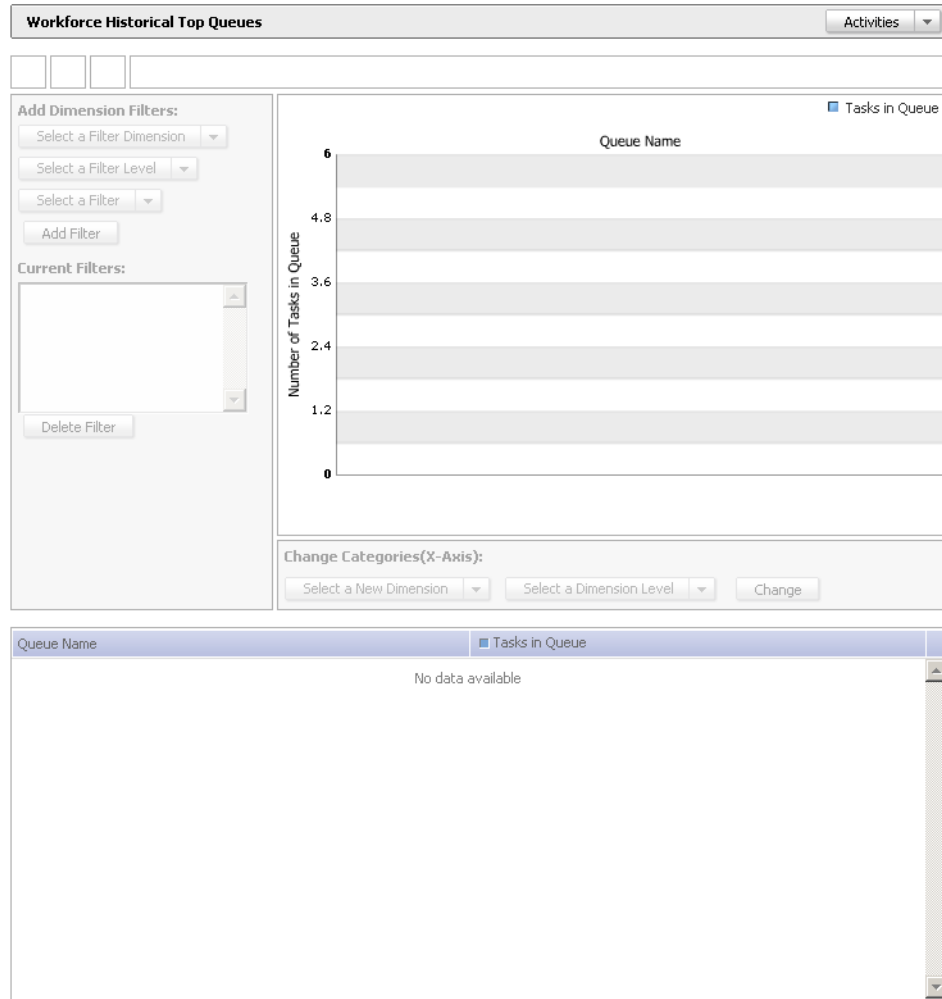 Workforce Historical Top Queues
Activities
Add Dimension Filters:
Select a Filter Dimension
Select a Filter Level
Select a Filter
Add Filter
Current Filters:
Delete Filter
Tasks in Queue
Queue Name
6
4.8
3.6
2.4
1.2
0
Number of Tasks in Queue
Change Categories(X-Axis):
Select a New Dimension Select a Dimension Level Change
Queue Name Tasks in Queue
No data available